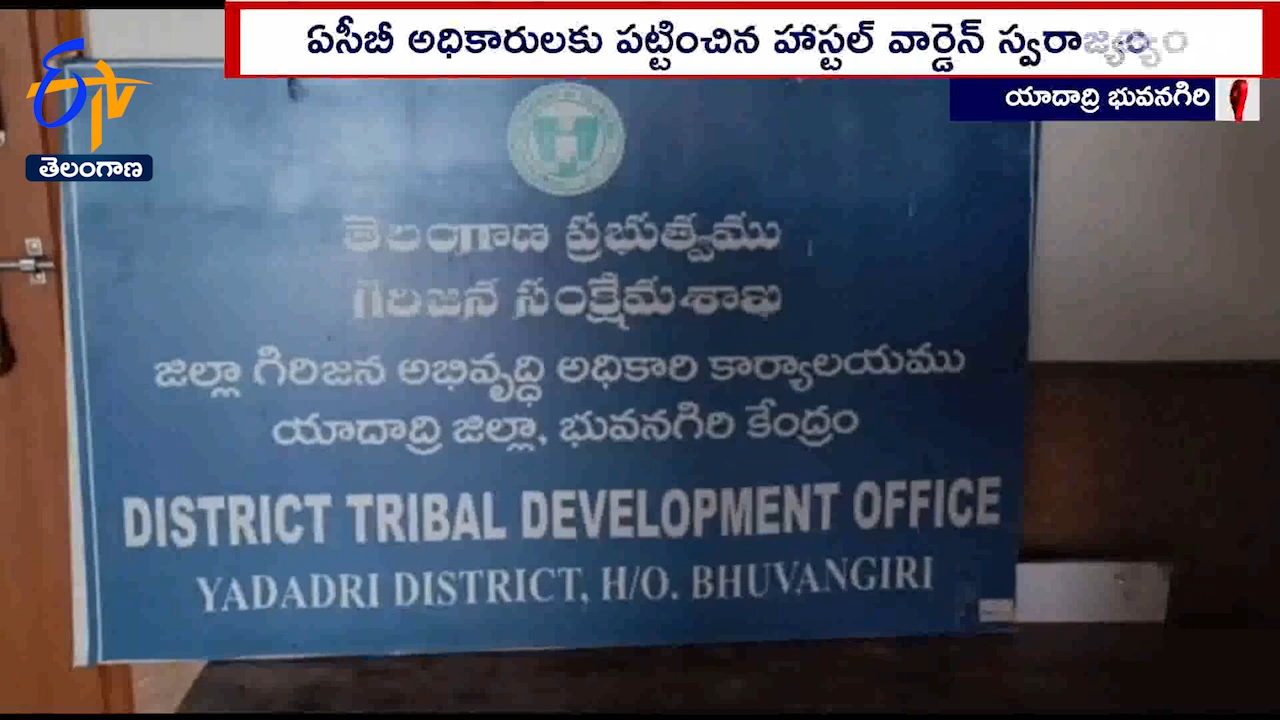 ఏసీబీ అధికారులకు పట్టించిన హాస్టల్ వార్డెన్ స్వరాజ్యం
యాదాద్రి భువనగిరి
ETV
తెలంగాణ
తెలంగాణ ప్రభుత్వము
గిరిజన సంక్షేమశాఖ
జిల్లా గిరిజన అభివృద్ధి అధికారి కార్యాలయము
యాదాద్రి జిల్లా, భువనగిరి కేంద్రం
DISTRICT TRIBAL DEVELOPMENT OFFICE
YADADRI DISTRICT, H/O. BHUVANGIRI